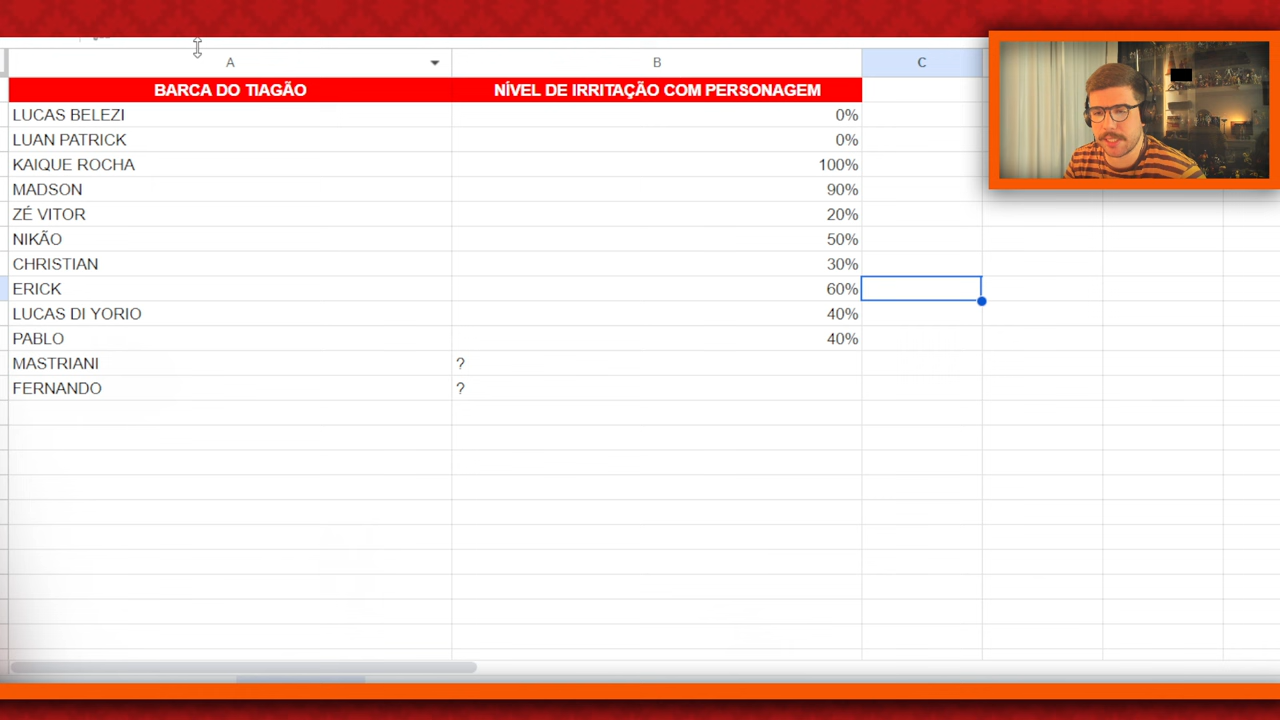 A B C
BARCA DO TIAGÃO NÍVEL DE IRRITAÇÃO COM PERSONAGEM
LUCAS BELEZI 0%
LUAN PATRICK 0%
KAIQUE ROCHA 100%
MADSON 90%
ZÉ VITOR 20%
NIKÃO 50%
CHRISTIAN 30%
ERICK 60%
LUCAS DI YORIO 40%
PABLO 40%
MASTRIANI ?
FERNANDO ?